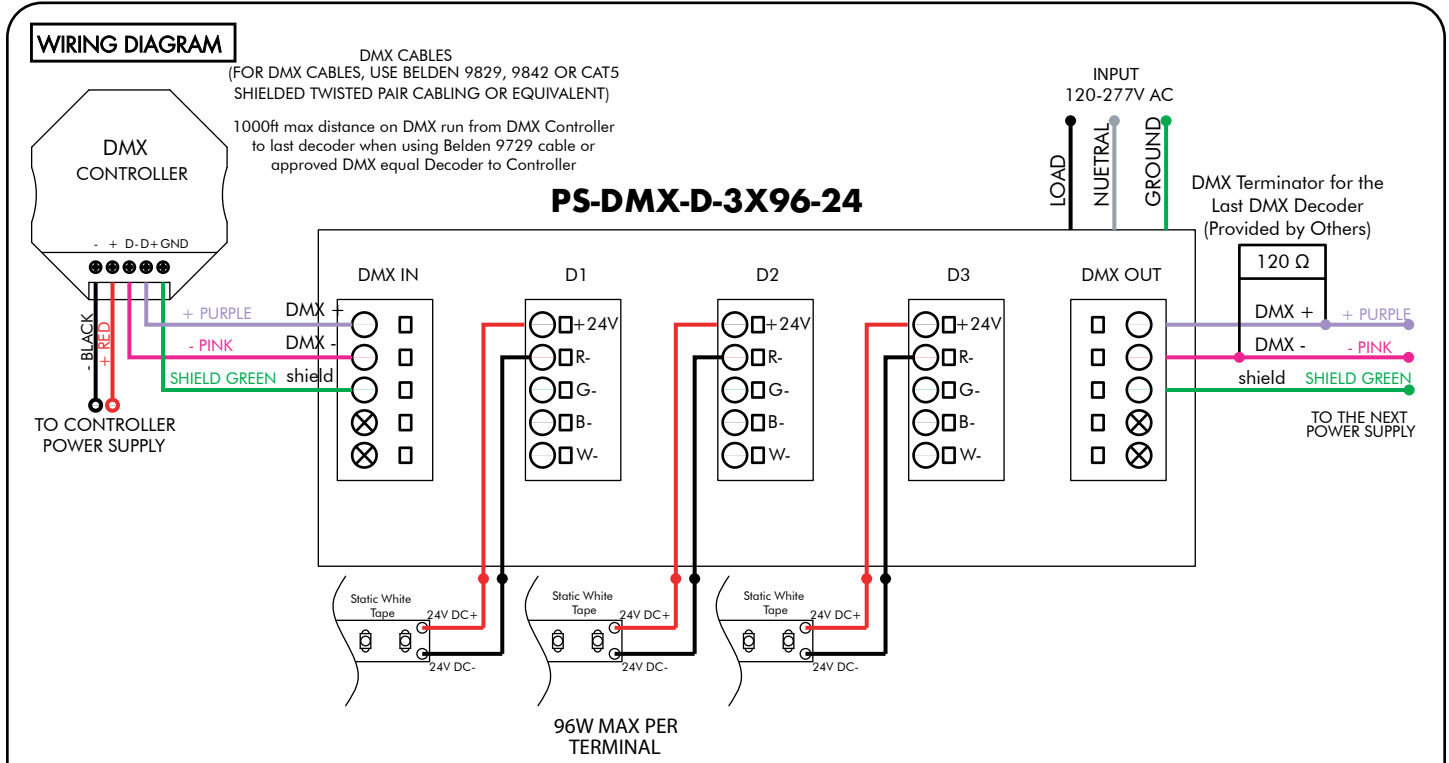 WIRING DIAGRAM
DMX CABLES
(FOR DMX CABLES, USE BELDEN 9829, 9842 OR CAT5
SHIELDED TWISTED PAIR CABLING OR EQUIVALENT)
1000ft max distance on DMX run from DMX Controller
to last decoder when using Belden 9729 cable or
approved DMX equal Decoder to Controller
DMX
CONTROLLER
- + D- D+ GND
- BLACK
+ RED
TO CONTROLLER
POWER SUPPLY
+ PURPLE
DMX +
- PINK
DMX -
SHIELD GREEN
shield
PS-DMX-D-3X96-24
INPUT
120-277V AC
LOAD
NUETRAL
GROUND
DMX Terminator for the
Last DMX Decoder
(Provided by Others)
120 Ω
DMX IN
D1
+24V
R-
G-
B-
W-
D2
+24V
R-
G-
B-
W-
D3
+24V
R-
G-
B-
W-
DMX OUT
DMX +
+ PURPLE
DMX -
- PINK
shield
SHIELD GREEN
TO THE NEXT
POWER SUPPLY
Static White
Tape
24V DC+
24V DC-
Static White
Tape
24V DC+
24V DC-
Static White
Tape
24V DC+
24V DC-
96W MAX PER
TERMINAL